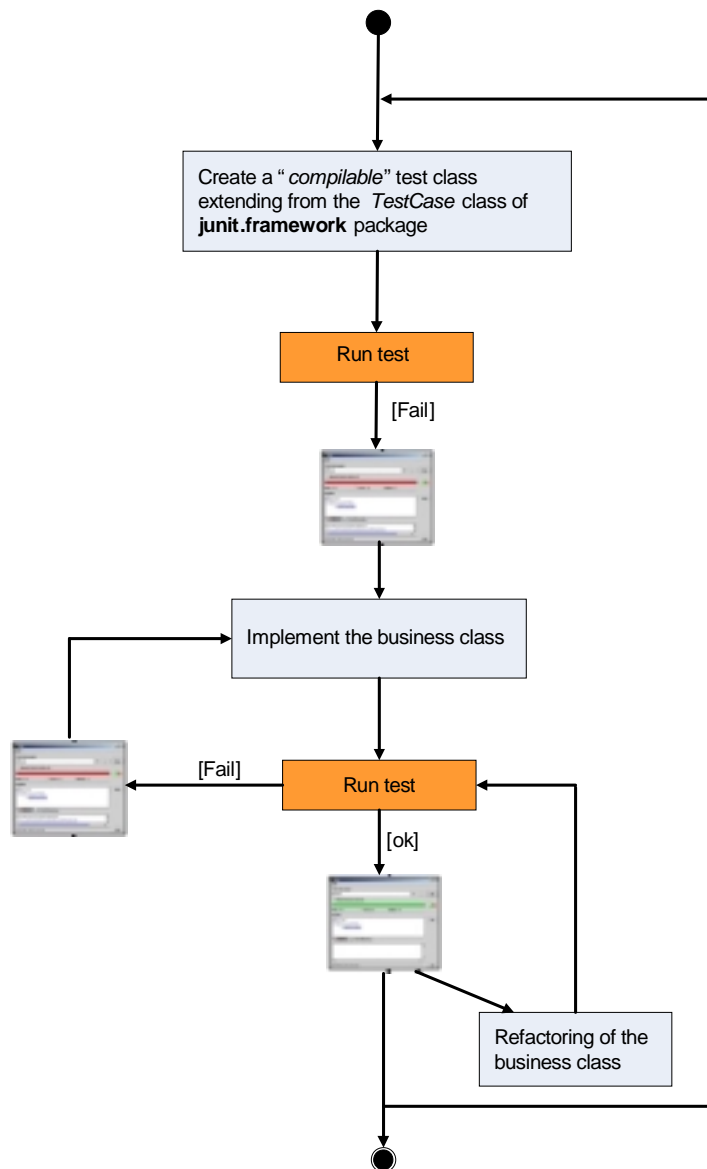 Create a “ compilable” test class
extending from the TestCase class of
junit.framework package
Run test
[Fail]
Implement the business class
[Fail]
Run test
[ok]
Refactoring of the
business class